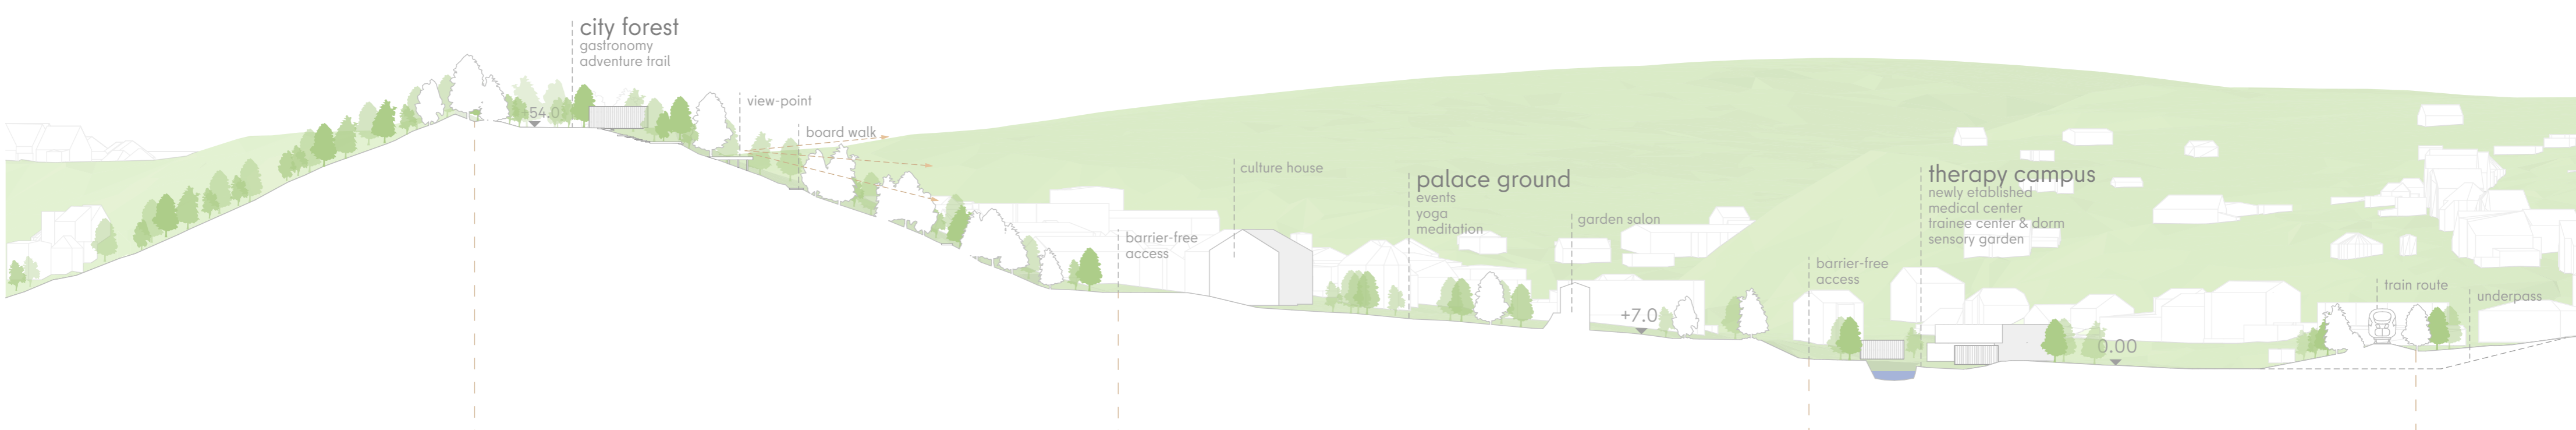 city forest
gastronomy
adventure trail
54.0
view-point
board walk
barrier-free
access
culture house
palace ground
events
yoga
meditation
garden salon
+7.0
barrier-free
access
therapy campus
newly etablished
medical center
trainee center & dorm
sensory garden
0.00
train route
underpass